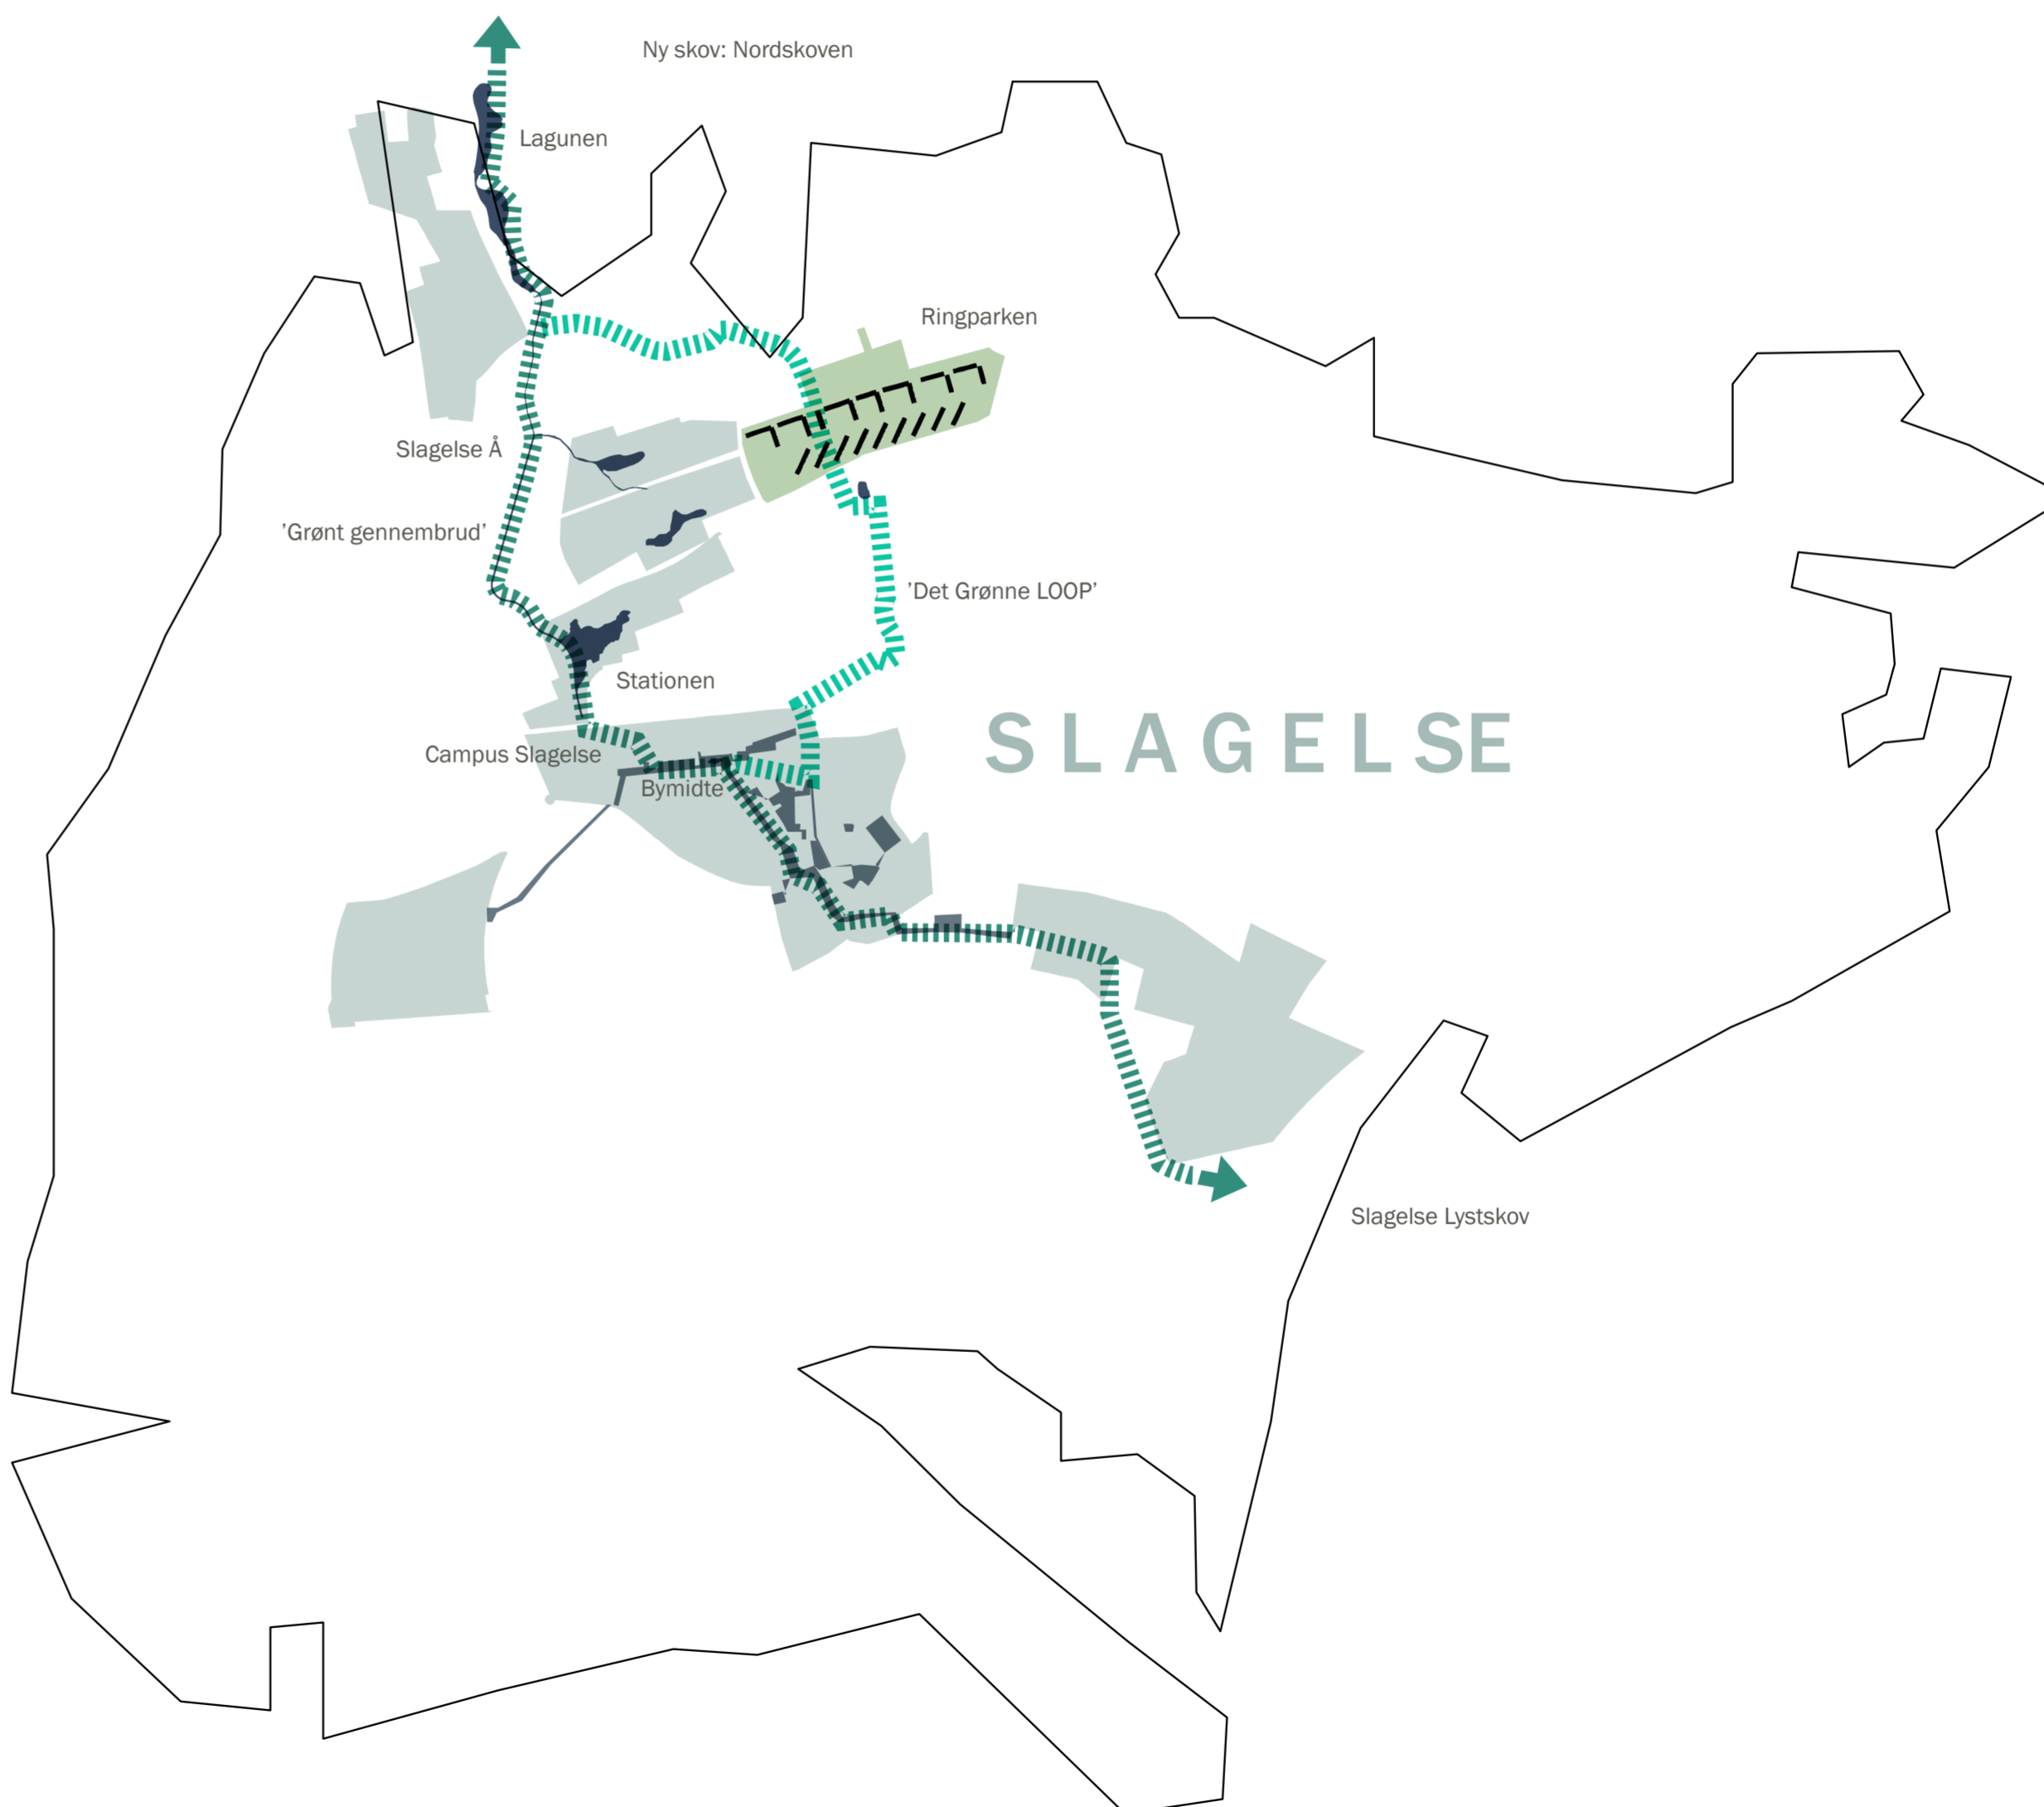 Ny skov: Nordskoven
Lagunen
Ringparken
Slagelse Å
’Grønt gennembrud’
’Det Grønne LOOP’
Stationen
SLAGELSE
Campus Slagelse
Bymidte
Slagelse Lystskov